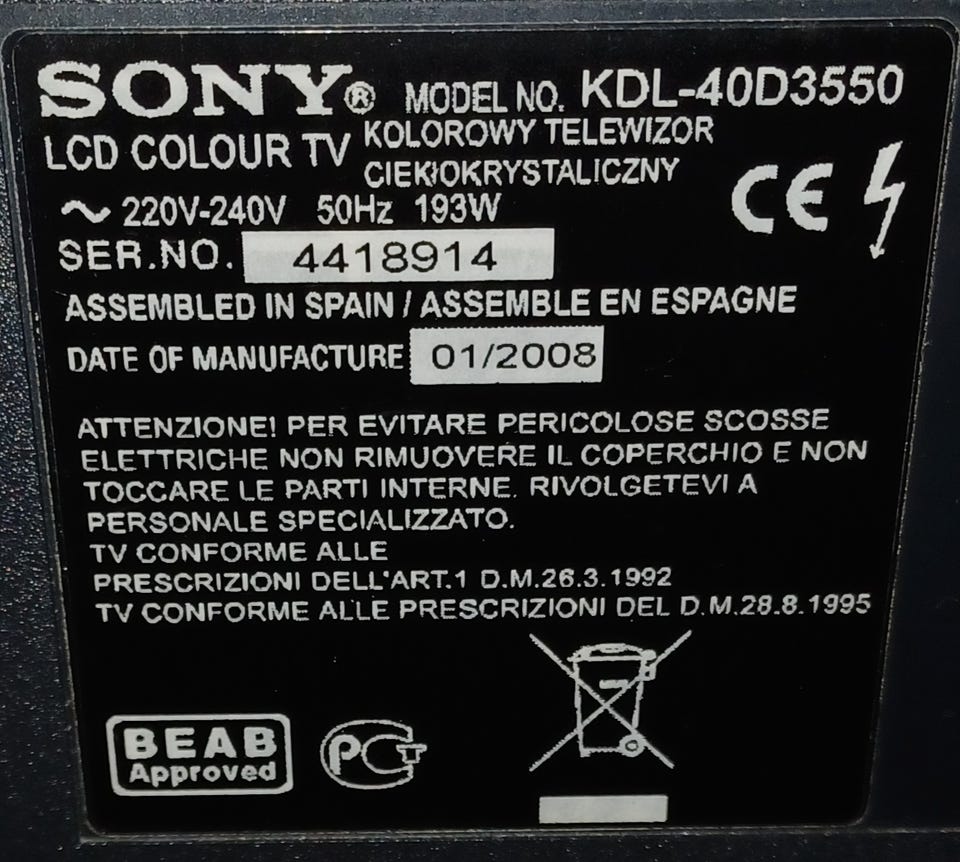 SONY® MODEL NO. KDL-40D3550
LCD COLOUR TV KOLOROWY TELEWIZOR
CIEKŁOKRYSTALICZNY
~ 220V-240V 50Hz 193W
CE
SER.NO. 4418914
ASSEMBLED IN SPAIN / ASSEMBLE EN ESPAGNE
DATE OF MANUFACTURE 01/2008
ATTENZIONE! PER EVITARE PERICOLOSE SCOSSE
ELETTRICHE NON RIMUOVERE IL COPERCHIO E NON
TOCCARE LE PARTI INTERNE. RIVOLGETEVI A
PERSONALE SPECIALIZZATO.
TV CONFORME ALLE
PRESCRIZIONI DELL'ART.1 D.M.26.3.1992
TV CONFORME ALLE PRESCRIZIONI DEL D.M.28.8.1995
BEAB
Approved
PCT